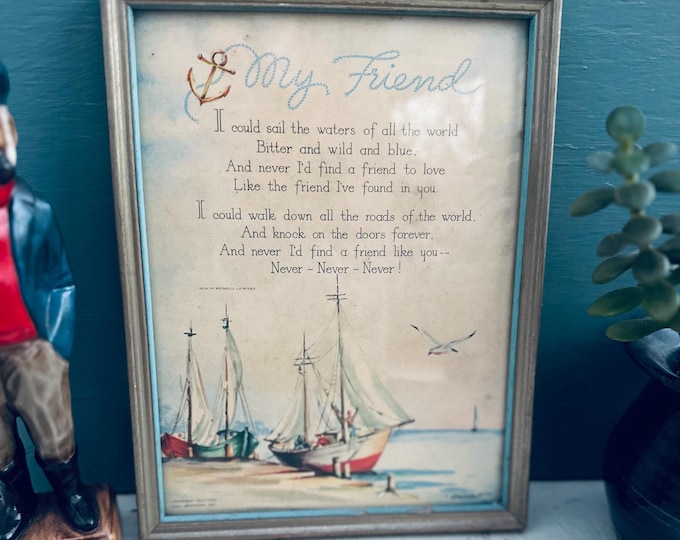 My Friend
I could sail the waters of all the world
Bitter and wild and blue,
And never I'd find a friend to love
Like the friend I've found in you.
I could walk down all the roads of the world,
And knock on the doors forever,
And never I'd find a friend like you--
Never - Never - Never!